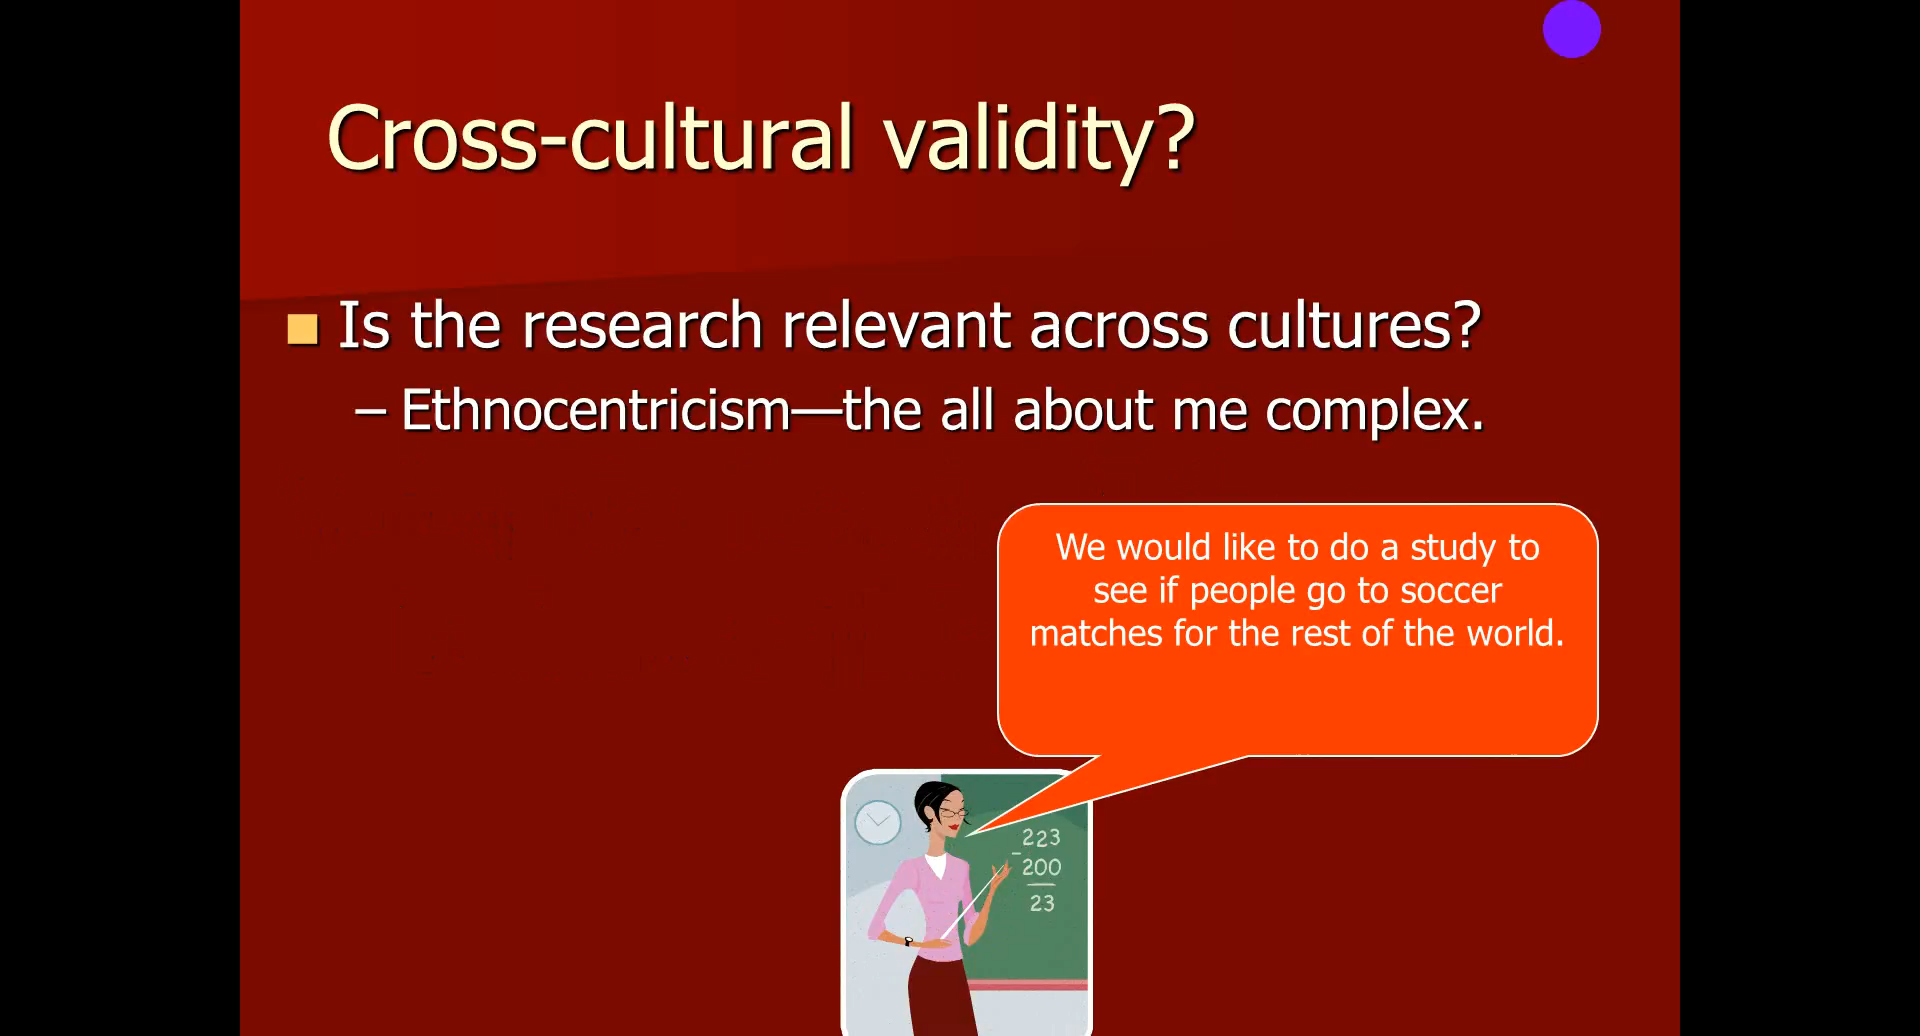 Cross-cultural validity?
Is the research relevant across cultures?
– Ethnocentricism—the all about me complex.
We would like to do a study to
see if people go to soccer
matches for the rest of the world.
223
- 200
23